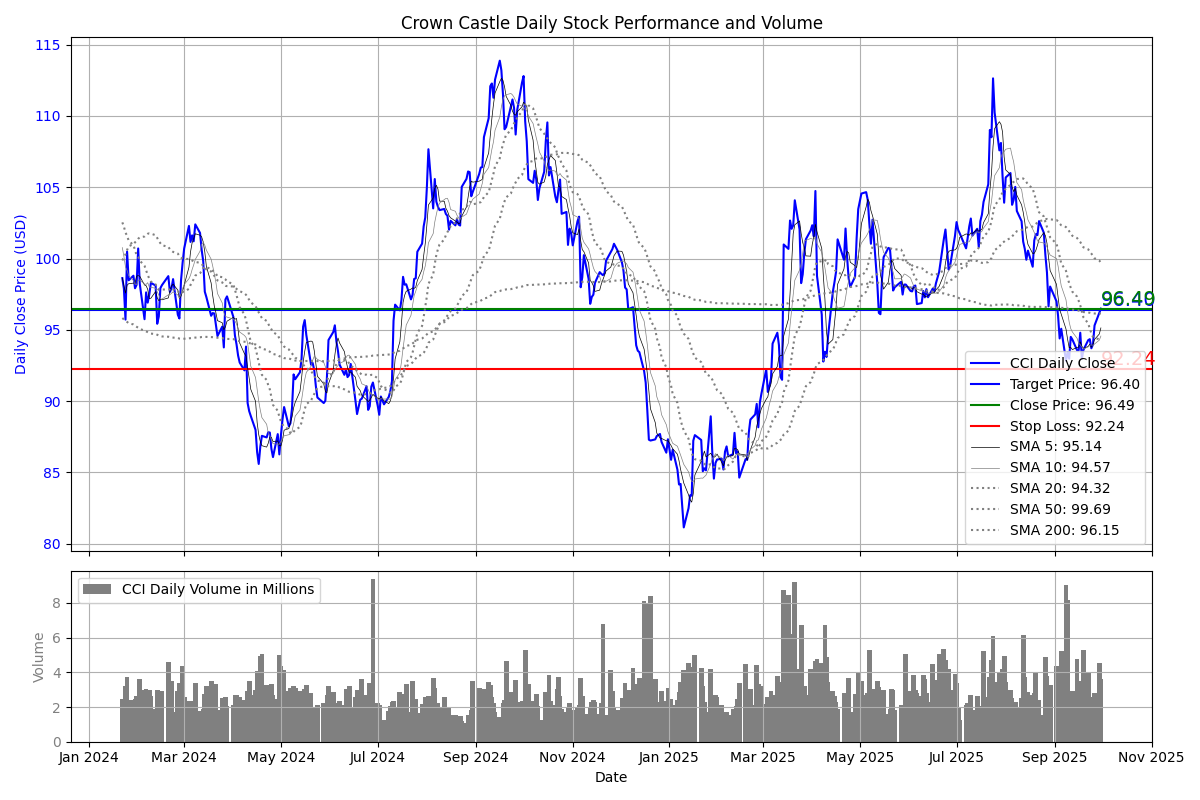 Crown Castle Daily Stock Performance and Volume
115
110
105
100
95
90
85
80
Daily Close Price (USD)
96.40
96.49
92.24
CCI Daily Close
Target Price: 96.40
Close Price: 96.49
Stop Loss: 92.24
SMA 5: 95.14
SMA 10: 94.57
SMA 20: 94.32
SMA 50: 99.69
SMA 200: 96.15
CCI Daily Volume in Millions
8
6
4
2
0
Volume
Jan 2024 Mar 2024 May 2024 Jul 2024 Sep 2024 Nov 2024 Jan 2025 Mar 2025 May 2025 Jul 2025 Sep 2025 Nov 2025
Date